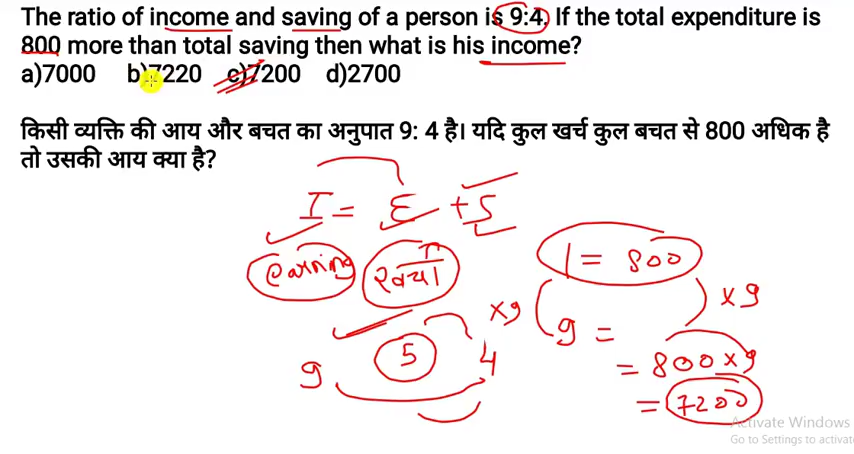 The ratio of income and saving of a person is 9:4. If the total expenditure is
800 more than total saving then what is his income?
a)7000 b)7220 c)7200 d)2700
किसी व्यक्ति की आय और बचत का अनुपात 9: 4 है। यदि कुल खर्च कुल बचत से 800 अधिक है
तो उसकी आय क्या है?
I = E + S
1 = 800
earning
×9
×9
9 =
9 5 4
= 800×9
= 7200
Activate Windows
Go to Settings to activat